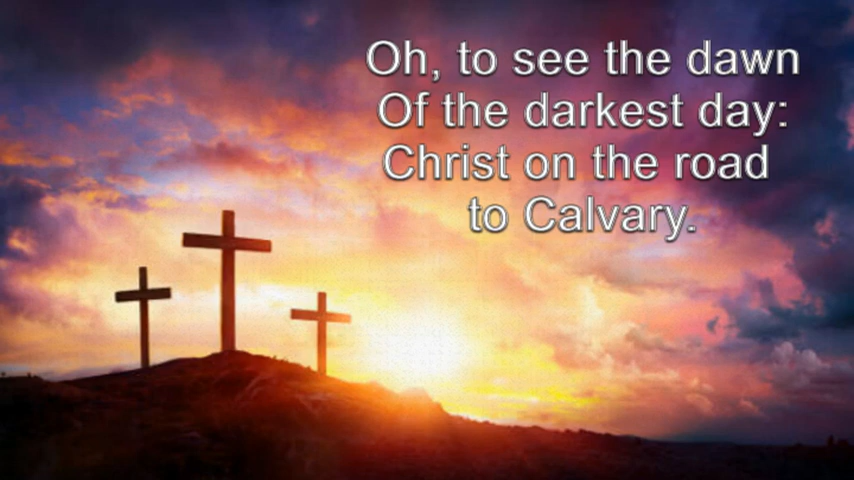 Oh, to see the dawn
Of the darkest day:
Christ on the road
to Calvary.